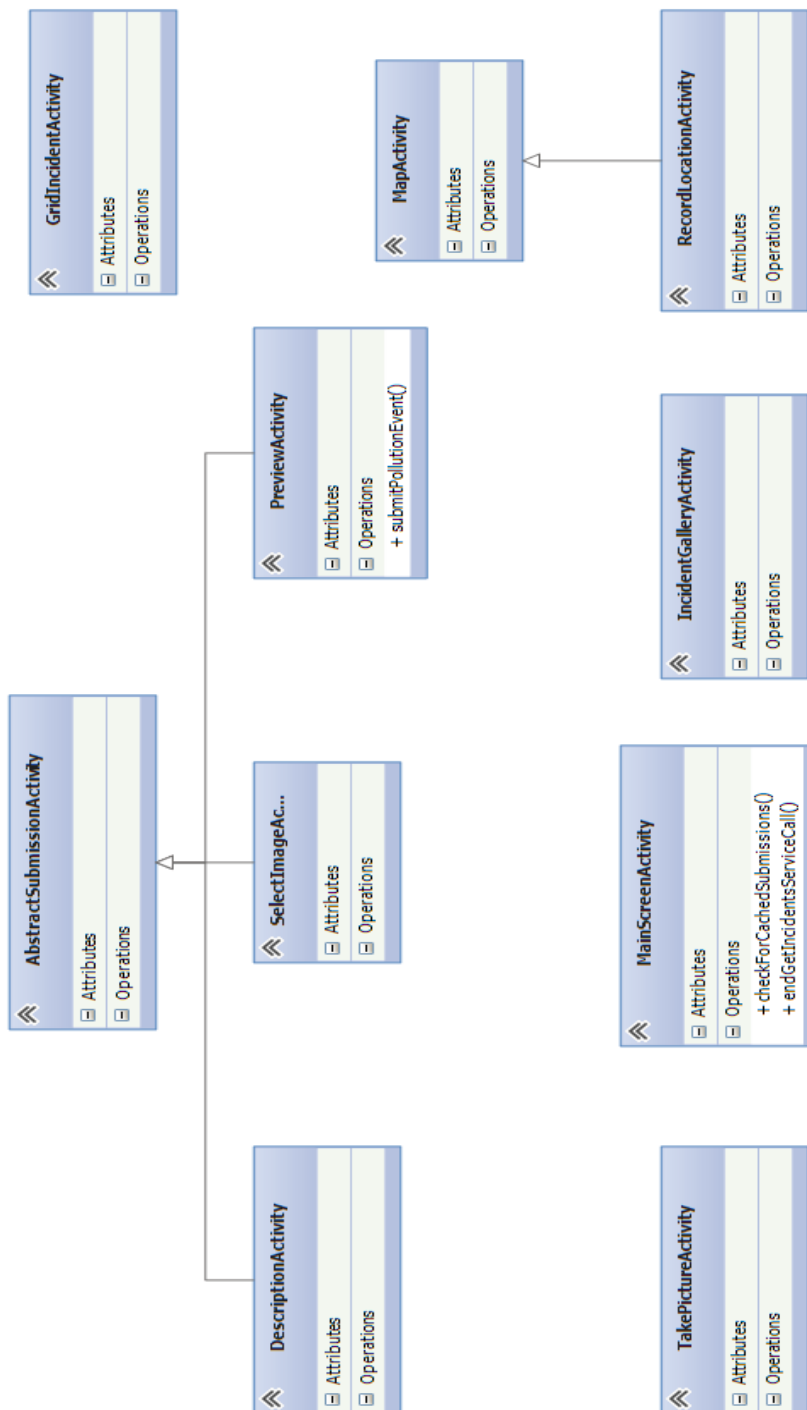 AbstractSubmissionActivity
Attributes
Operations
GridIncidentActivity
Attributes
Operations
DescriptionActivity
Attributes
Operations
SelectImageAc...
Attributes
Operations
PreviewActivity
Attributes
Operations
+ submitPollutionEvent()
MapActivity
Attributes
Operations
TakePictureActivity
Attributes
Operations
MainScreenActivity
Attributes
Operations
+ checkForCachedSubmissions()
+ endGetIncidentsServiceCall()
IncidentGalleryActivity
Attributes
Operations
RecordLocationActivity
Attributes
Operations